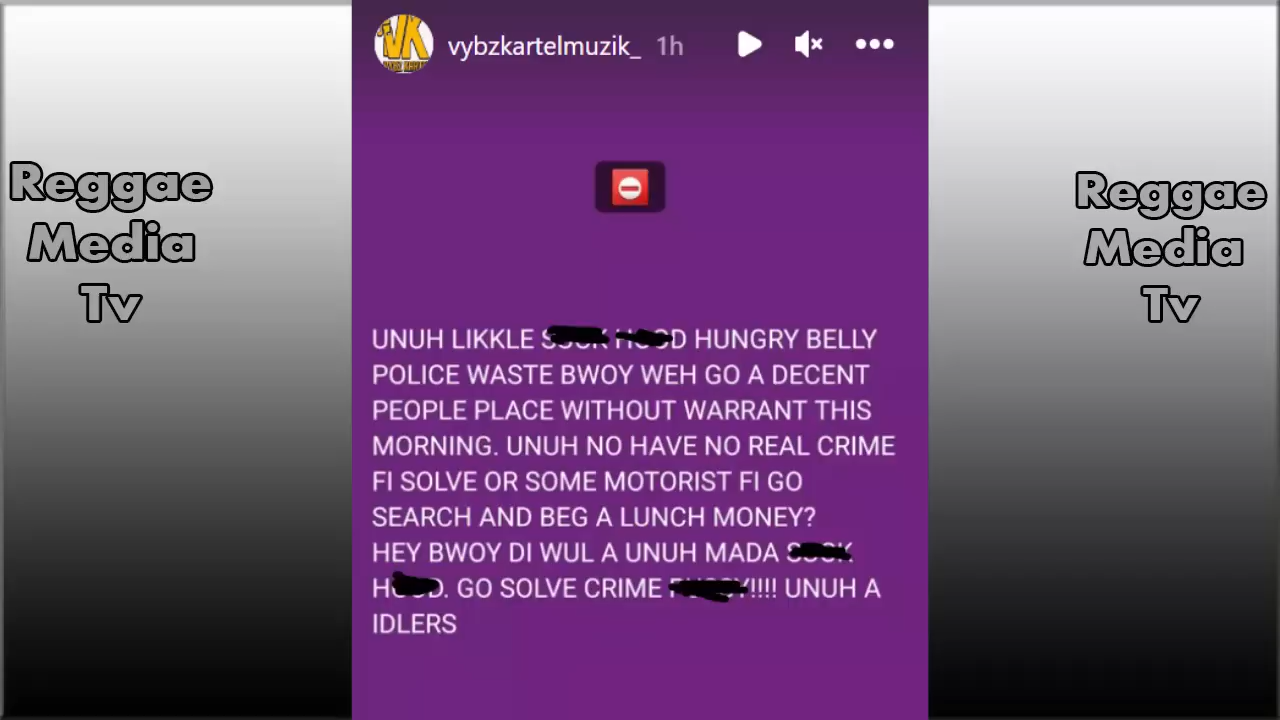 Reggae
Media
Tv
vybzkartelmuzik_ 1h
UNUH LIKKLE HUNGRY BELLY
POLICE WASTE BWOY WEH GO A DECENT
PEOPLE PLACE WITHOUT WARRANT THIS
MORNING. UNUH NO HAVE NO REAL CRIME
FI SOLVE OR SOME MOTORIST FI GO
SEARCH AND BEG A LUNCH MONEY?
HEY BWOY DI WUL A UNUH MADA
GO SOLVE CRIME !!!! UNUH A
IDLERS
Reggae
Media
Tv